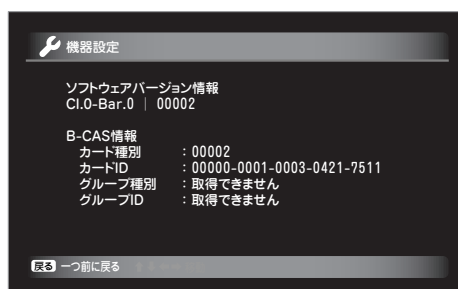 機器設定
ソフトウェアバージョン情報
CI.0-Bar.0 | 00002
B-CAS情報
カード種別 : 00002
カードID : 00000-0001-0003-0421-7511
グループ種別 : 取得できません
グループID : 取得できません
戻る 一つ前に戻る